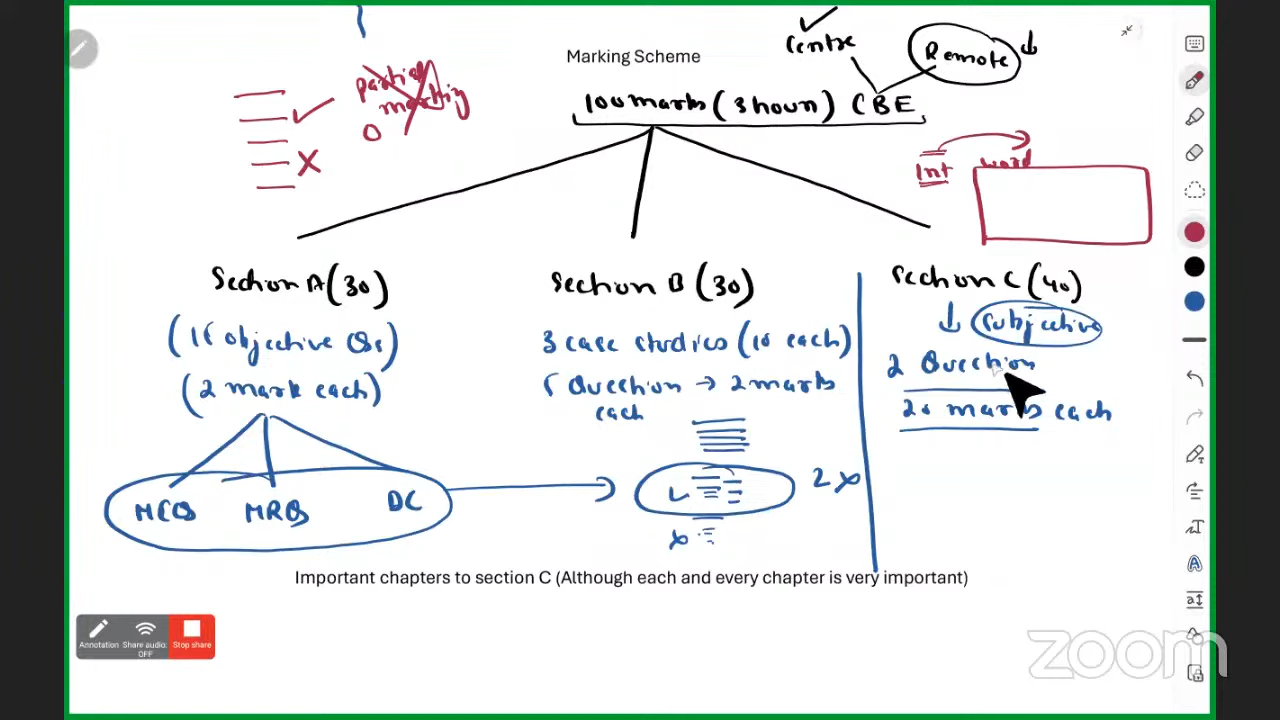 Centre
Remote
Marking Scheme
partial
marking
0
100 marks (3 hours) CBE
Int word
Section A (30)
Section B (30)
Section C (40)
(15 objective Qs)
(2 mark each)
MCQs MRQs DC
3 case studies (10 each)
5 Question → 2 marks
each
2 x
subjective
2 Question
20 marks each
Important chapters to section C (Although each and every chapter is very important)
Annotation
Share audio:
OFF
Stop share
zoom